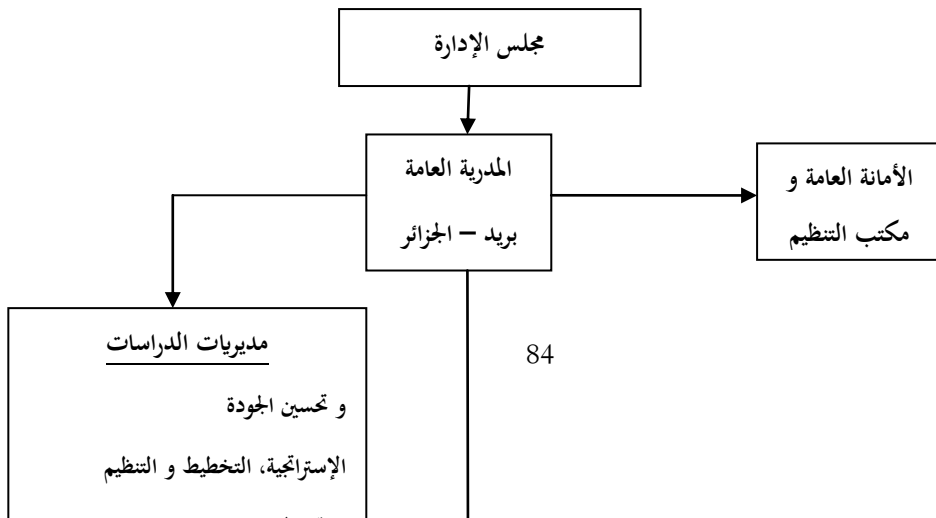 مجلس الإدارة
المدرية العامة
بريد – الجزائر
الأمانة العامة و
مكتب التنظيم
مديريات الدراسات
و تحسين الجودة
الإستراتجية، التخطيط و التنظيم
84